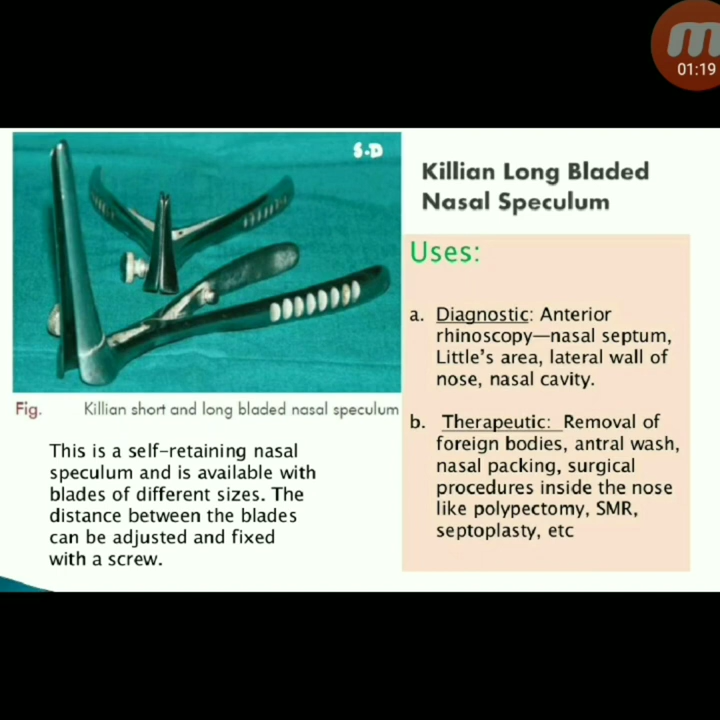 01:19
S.D
Killian Long Bladed
Nasal Speculum
Uses:
a. Diagnostic: Anterior
rhinoscopy—nasal septum,
Little's area, lateral wall of
nose, nasal cavity.
b. Therapeutic: Removal of
foreign bodies, antral wash,
nasal packing, surgical
procedures inside the nose
like polypectomy, SMR,
septoplasty, etc
Fig. Killian short and long bladed nasal speculum
This is a self-retaining nasal
speculum and is available with
blades of different sizes. The
distance between the blades
can be adjusted and fixed
with a screw.